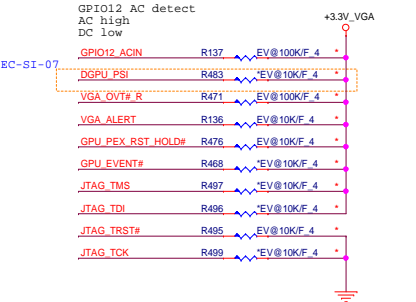 GPIO12 AC detect
AC high
DC low
+3.3V_VGA
GPIO12_ACIN R137 EV@100K/F_4 *
EC-SI-07
DGPU_PSI R483 *EV@10K/F_4 *
VGA_OVT#_R R471 EV@100K/F_4 *
VGA_ALERT R136 EV@10K/F_4 *
GPU_PEX_RST_HOLD# R476 EV@10K/F_4 *
GPU_EVENT# R468 *EV@10K/F_4 *
JTAG_TMS R497 *EV@10K/F_4 *
JTAG_TDI R496 *EV@10K/F_4 *
JTAG_TRST# R495 EV@10K/F_4 *
JTAG_TCK R499 *EV@10K/F_4 *